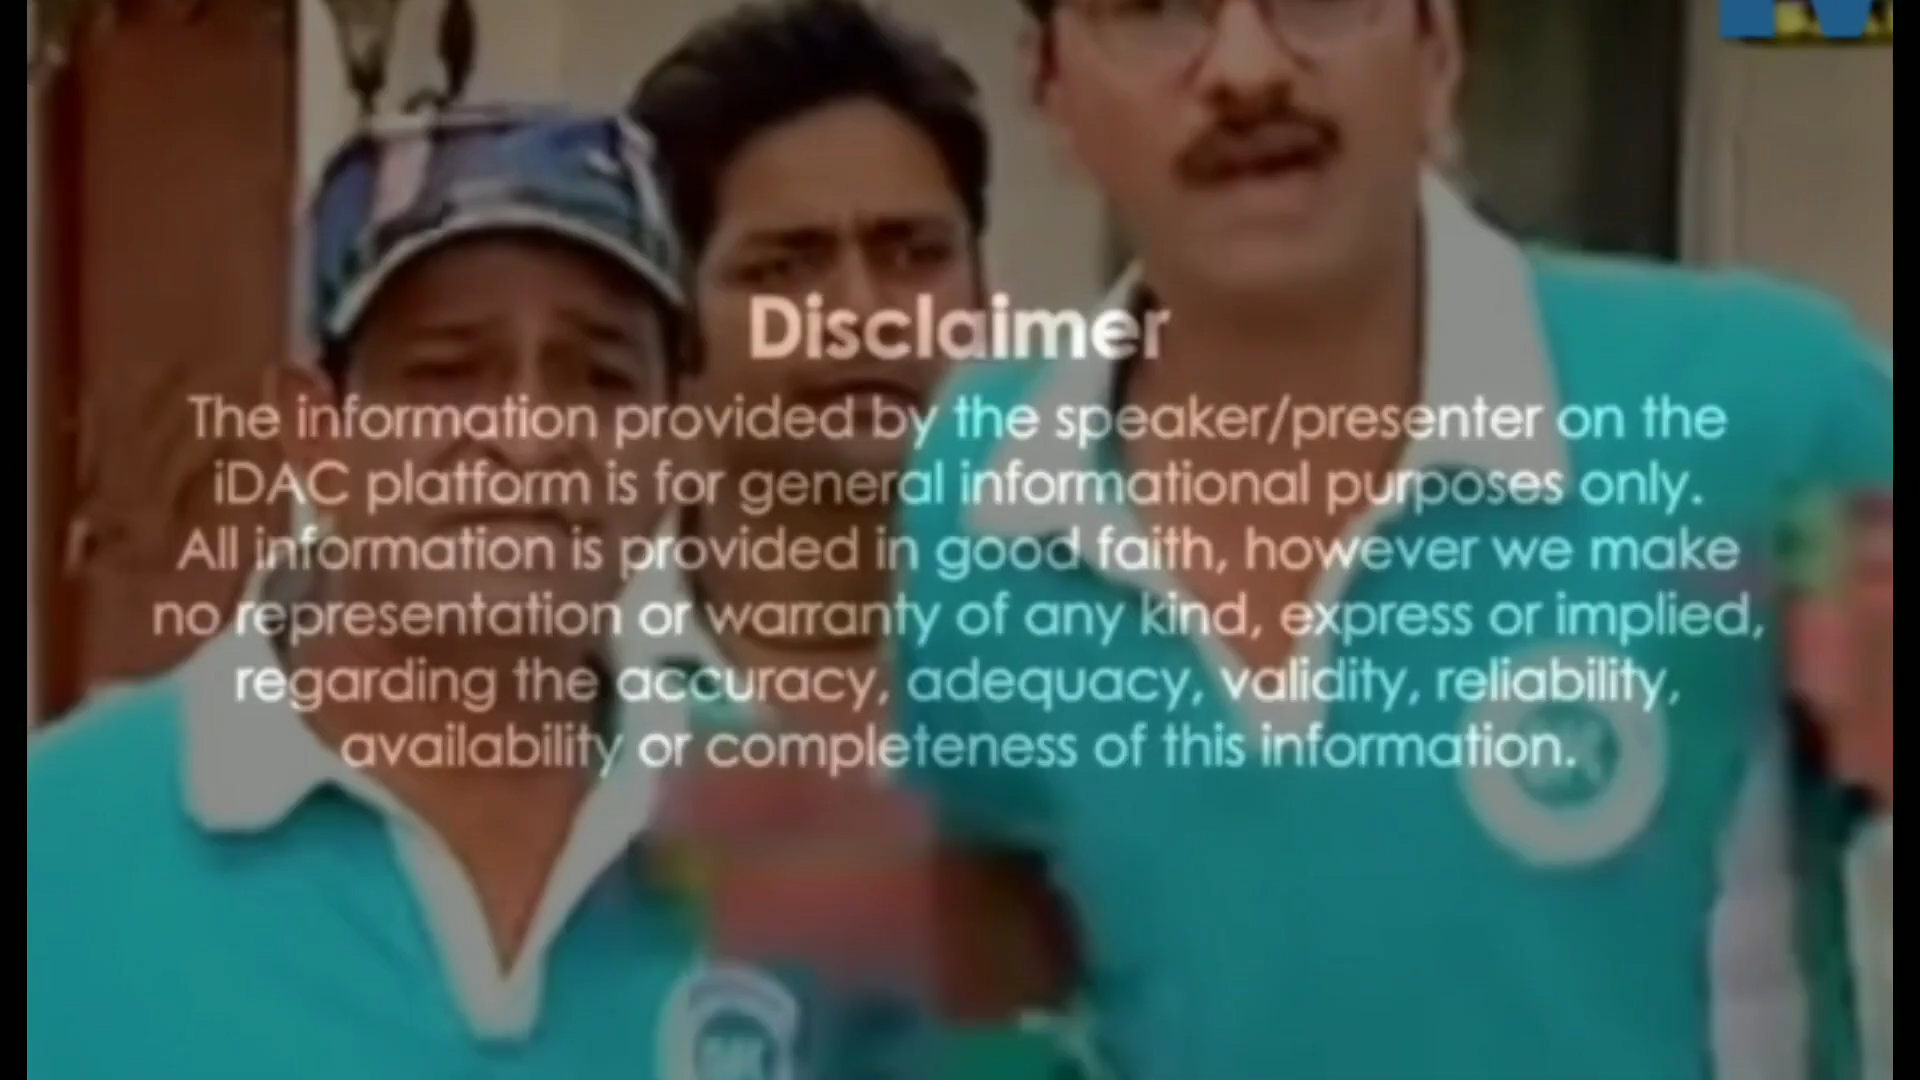 Disclaimer
The information provided by the speaker/presenter on the
iDAC platform is for general informational purposes only.
All information is provided in good faith, however we make
no representation or warranty of any kind, express or implied,
regarding the accuracy, adequacy, validity, reliability,
availability or completeness of this information.